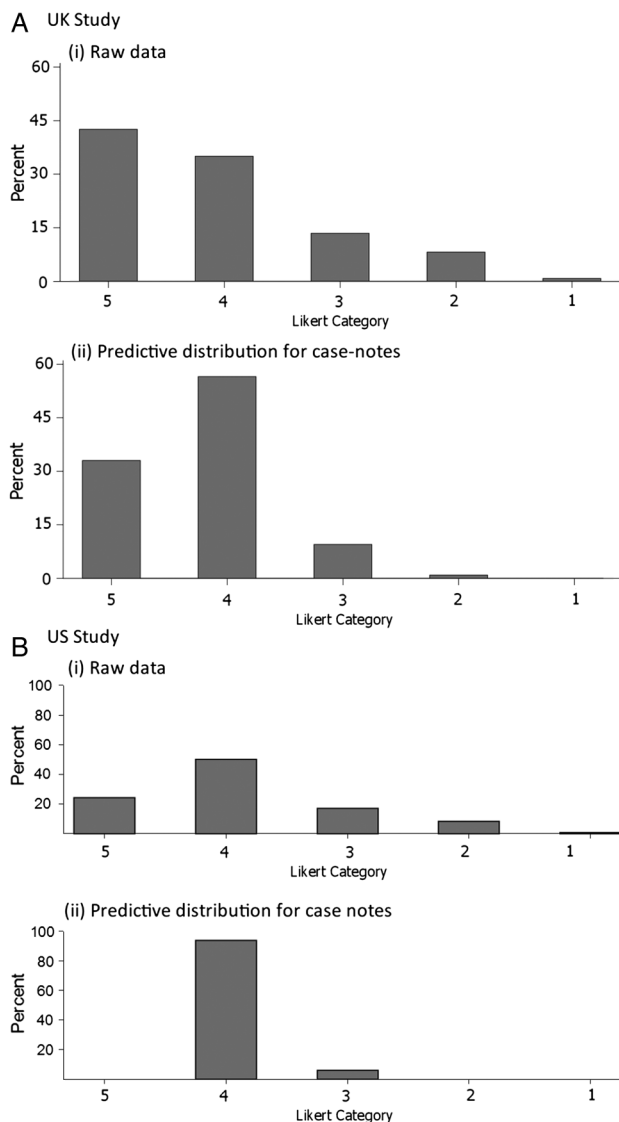 A UK Study
(i) Raw data
60
45
30
15
0
Percent
5 4 3 2 1
Likert Category
(ii) Predictive distribution for case-notes
60
45
30
15
0
Percent
5 4 3 2 1
Likert Category
B US Study
(i) Raw data
100
80
60
40
20
Percent
5 4 3 2 1
Likert Category
(ii) Predictive distribution for case notes
100
80
60
40
20
Percent
5 4 3 2 1
Likert Category